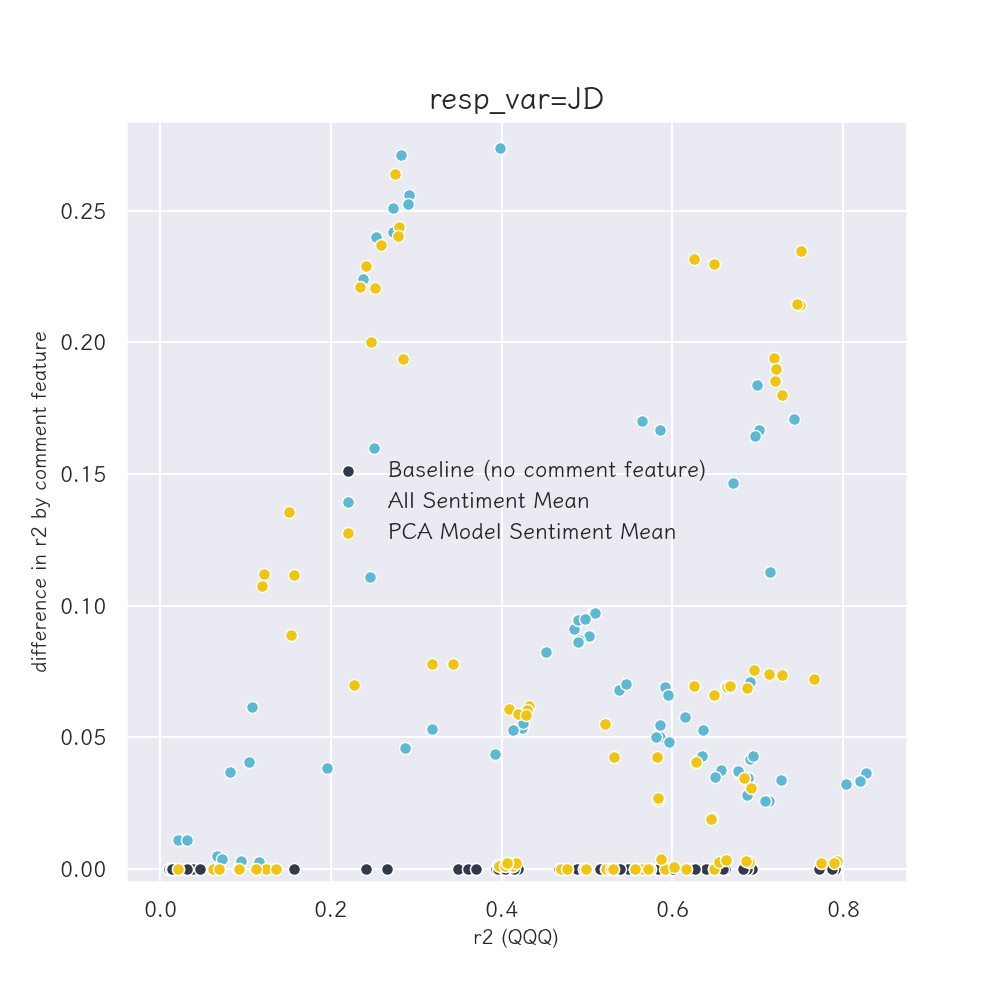 resp_var=JD
difference in r2 by comment feature
0.25
0.20
0.15
0.10
0.05
0.00
Baseline (no comment feature)
All Sentiment Mean
PCA Model Sentiment Mean
0.0 0.2 0.4 0.6 0.8
r2 (QQQ)